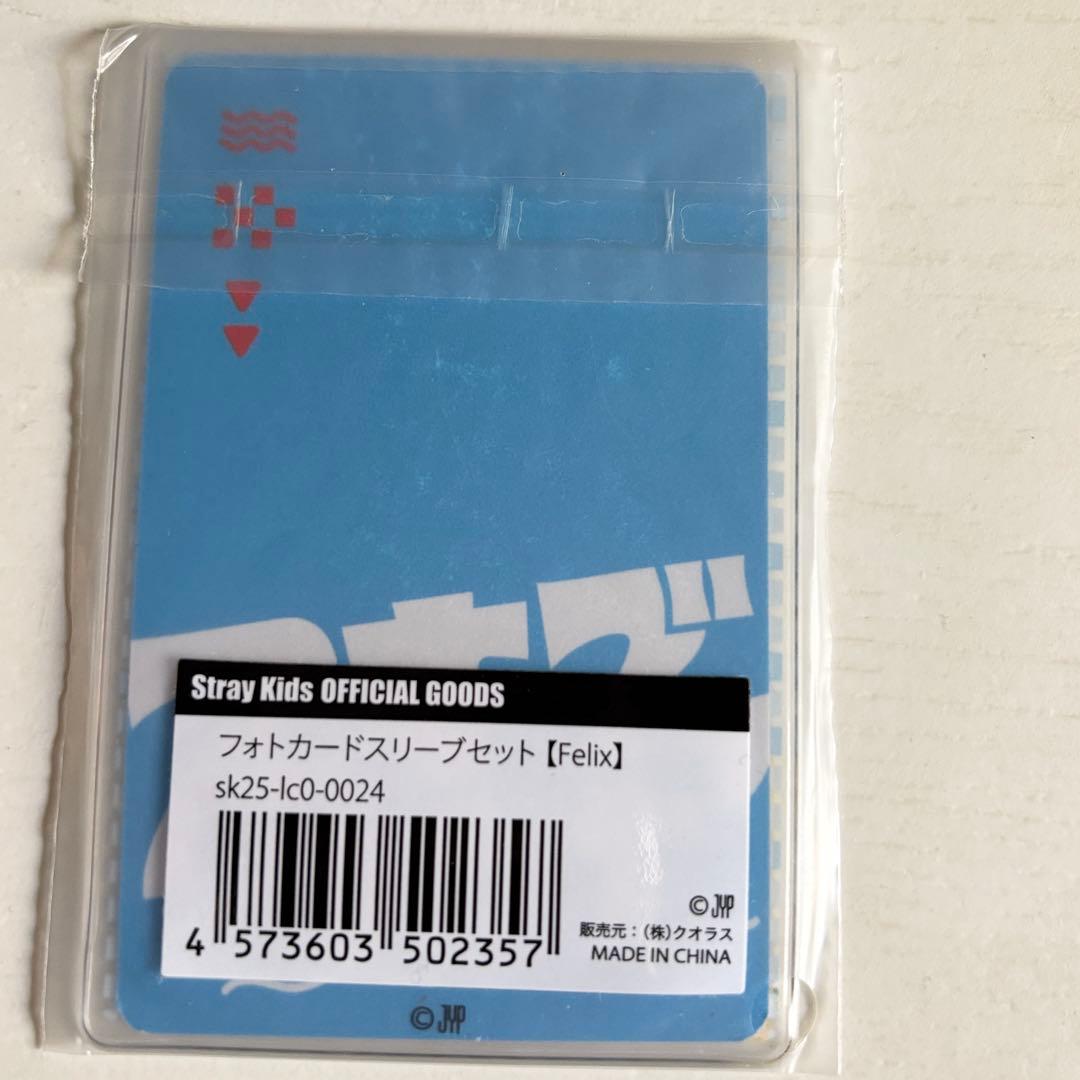 Stray Kids OFFICIAL GOODS
フォトカードスリーブセット【Felix】
sk25-lc0-0024
4 573603 502357
© JYP
販売元：(株)クオラス
MADE IN CHINA
© JYP